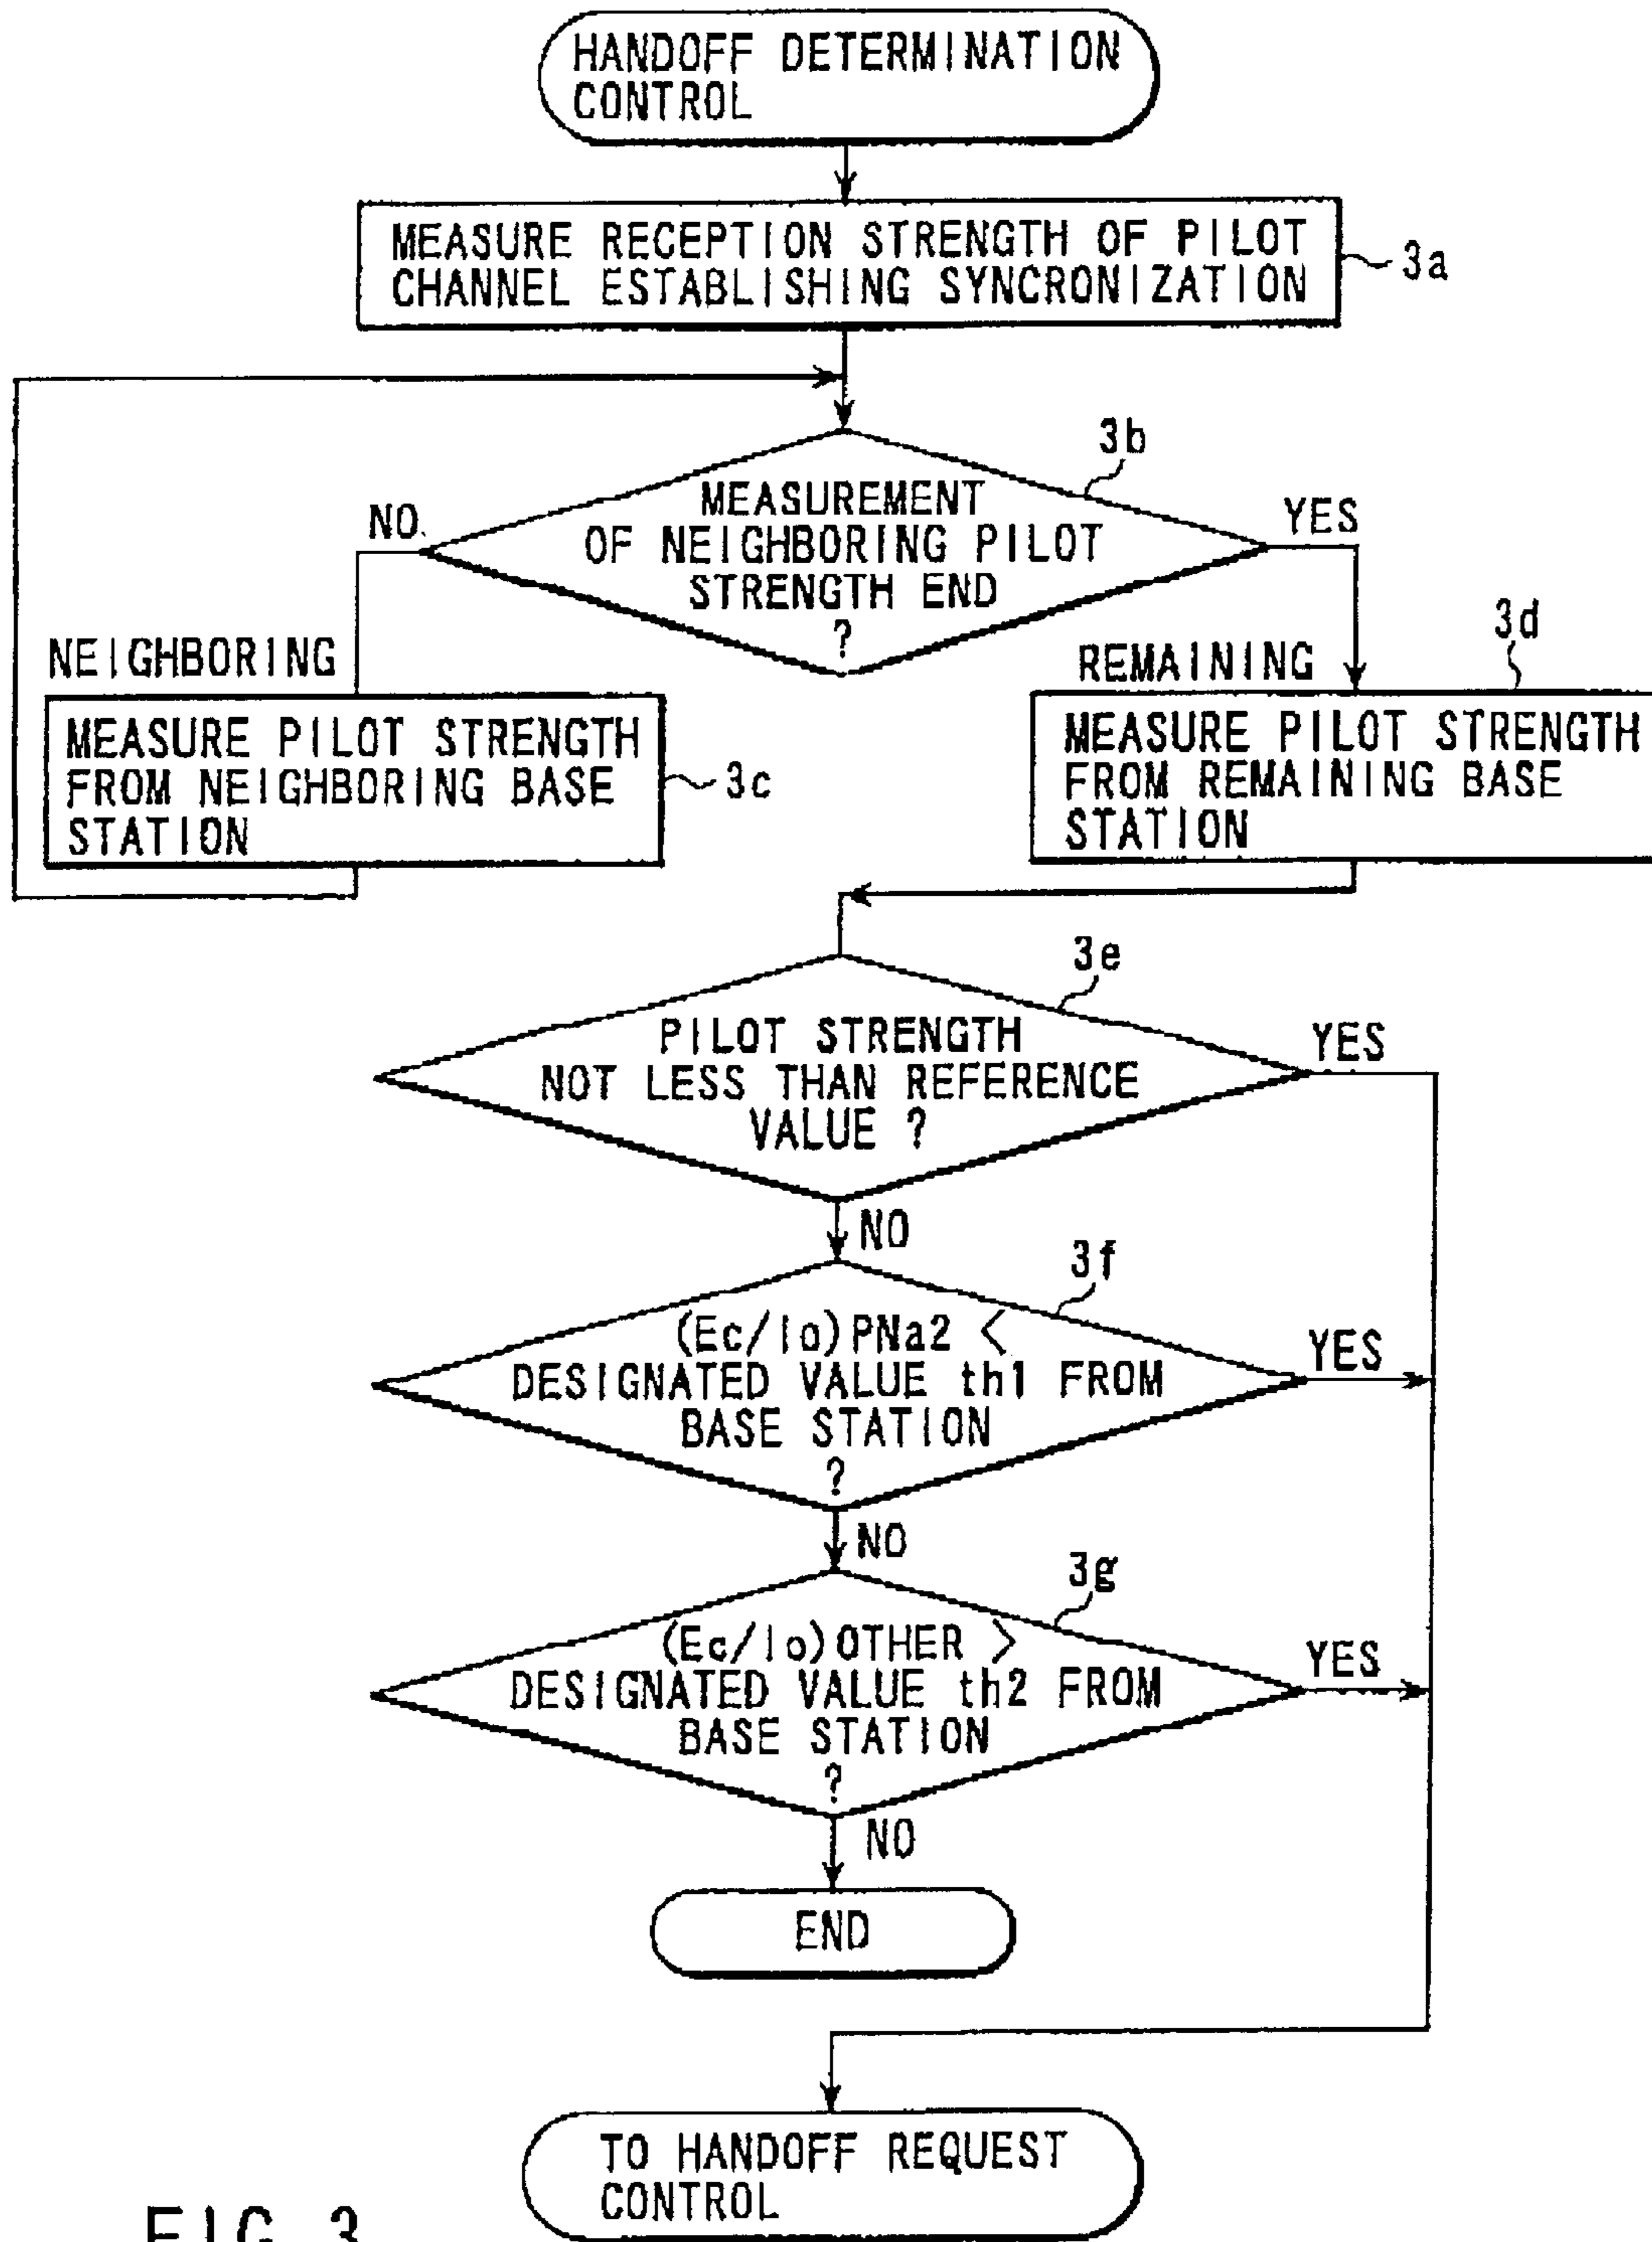 HANDOFF DETERMINATION
CONTROL
MEASURE RECEPTION STRENGTH OF PILOT
CHANNEL ESTABLISHING SYNCRONIZATION
3a
3b
MEASUREMENT
OF NEIGHBORING PILOT
STRENGTH END
?
NO
YES
NEIGHBORING
MEASURE PILOT STRENGTH
FROM NEIGHBORING BASE
STATION
3c
REMAINING
3d
MEASURE PILOT STRENGTH
FROM REMAINING BASE
STATION
3e
PILOT STRENGTH
NOT LESS THAN REFERENCE
VALUE ?
YES
NO
3f
(Ec/Io)PNa2 <
DESIGNATED VALUE th1 FROM
BASE STATION
?
YES
NO
3g
(Ec/Io)OTHER >
DESIGNATED VALUE th2 FROM
BASE STATION
?
YES
NO
END
TO HANDOFF REQUEST
CONTROL
FIG.3